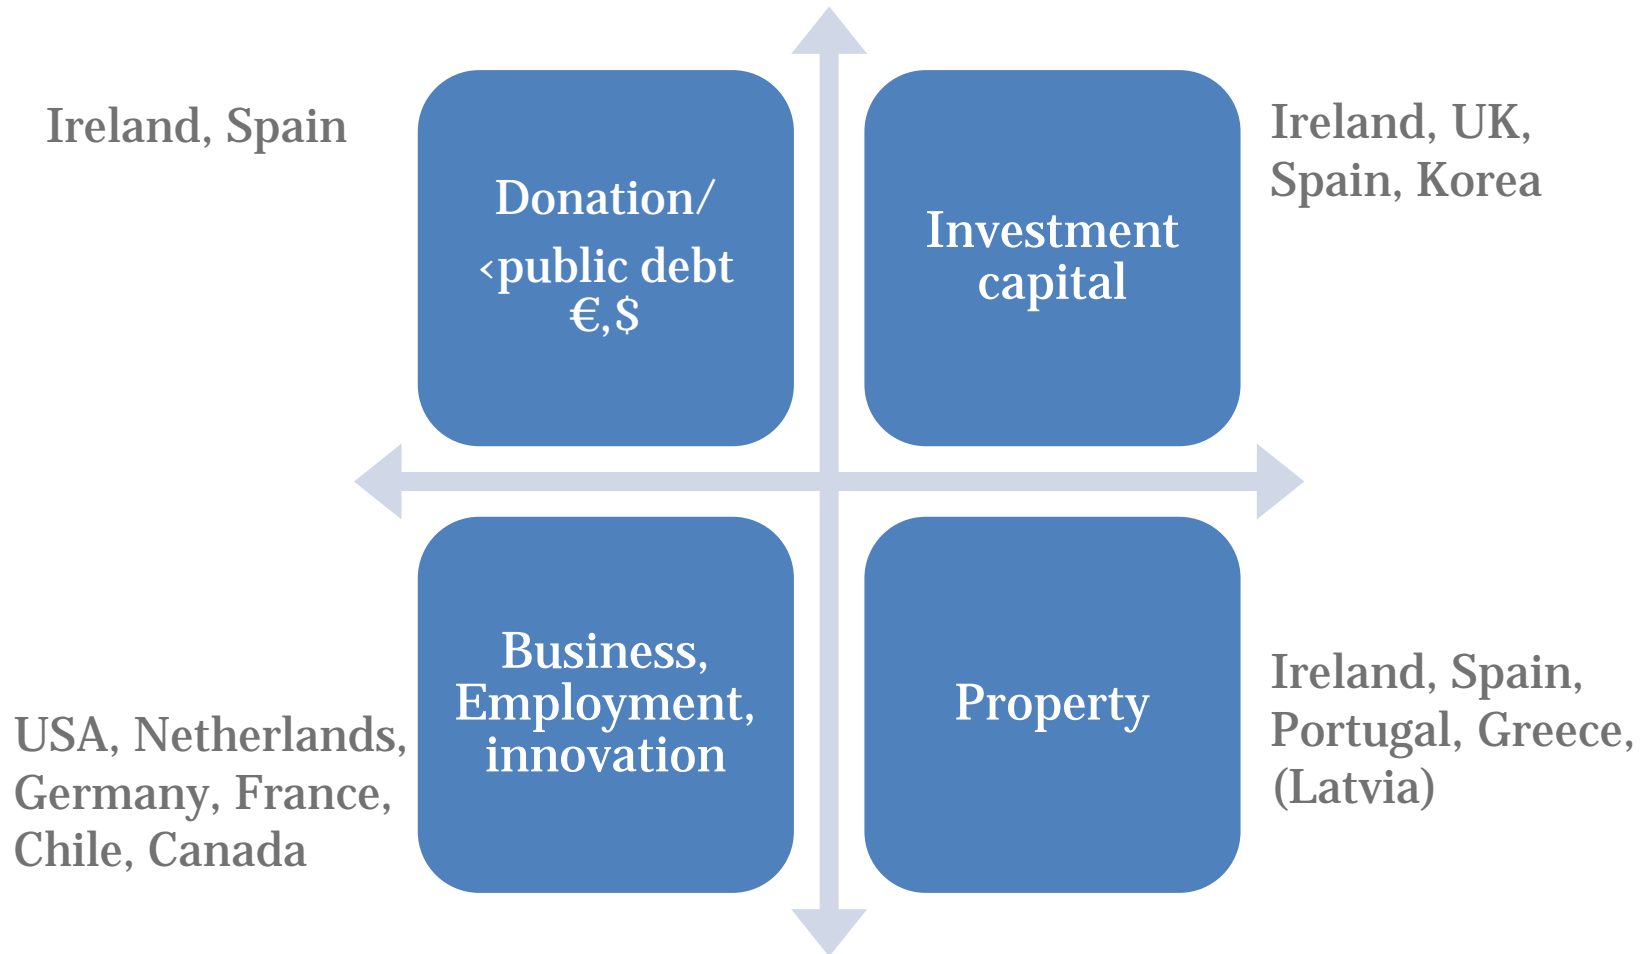 Ireland, Spain
Donation/
<public debt
€,$
Investment
capital
Ireland, UK,
Spain, Korea
USA, Netherlands,
Germany, France,
Chile, Canada
Business,
Employment,
innovation
Property
Ireland, Spain,
Portugal, Greece,
(Latvia)